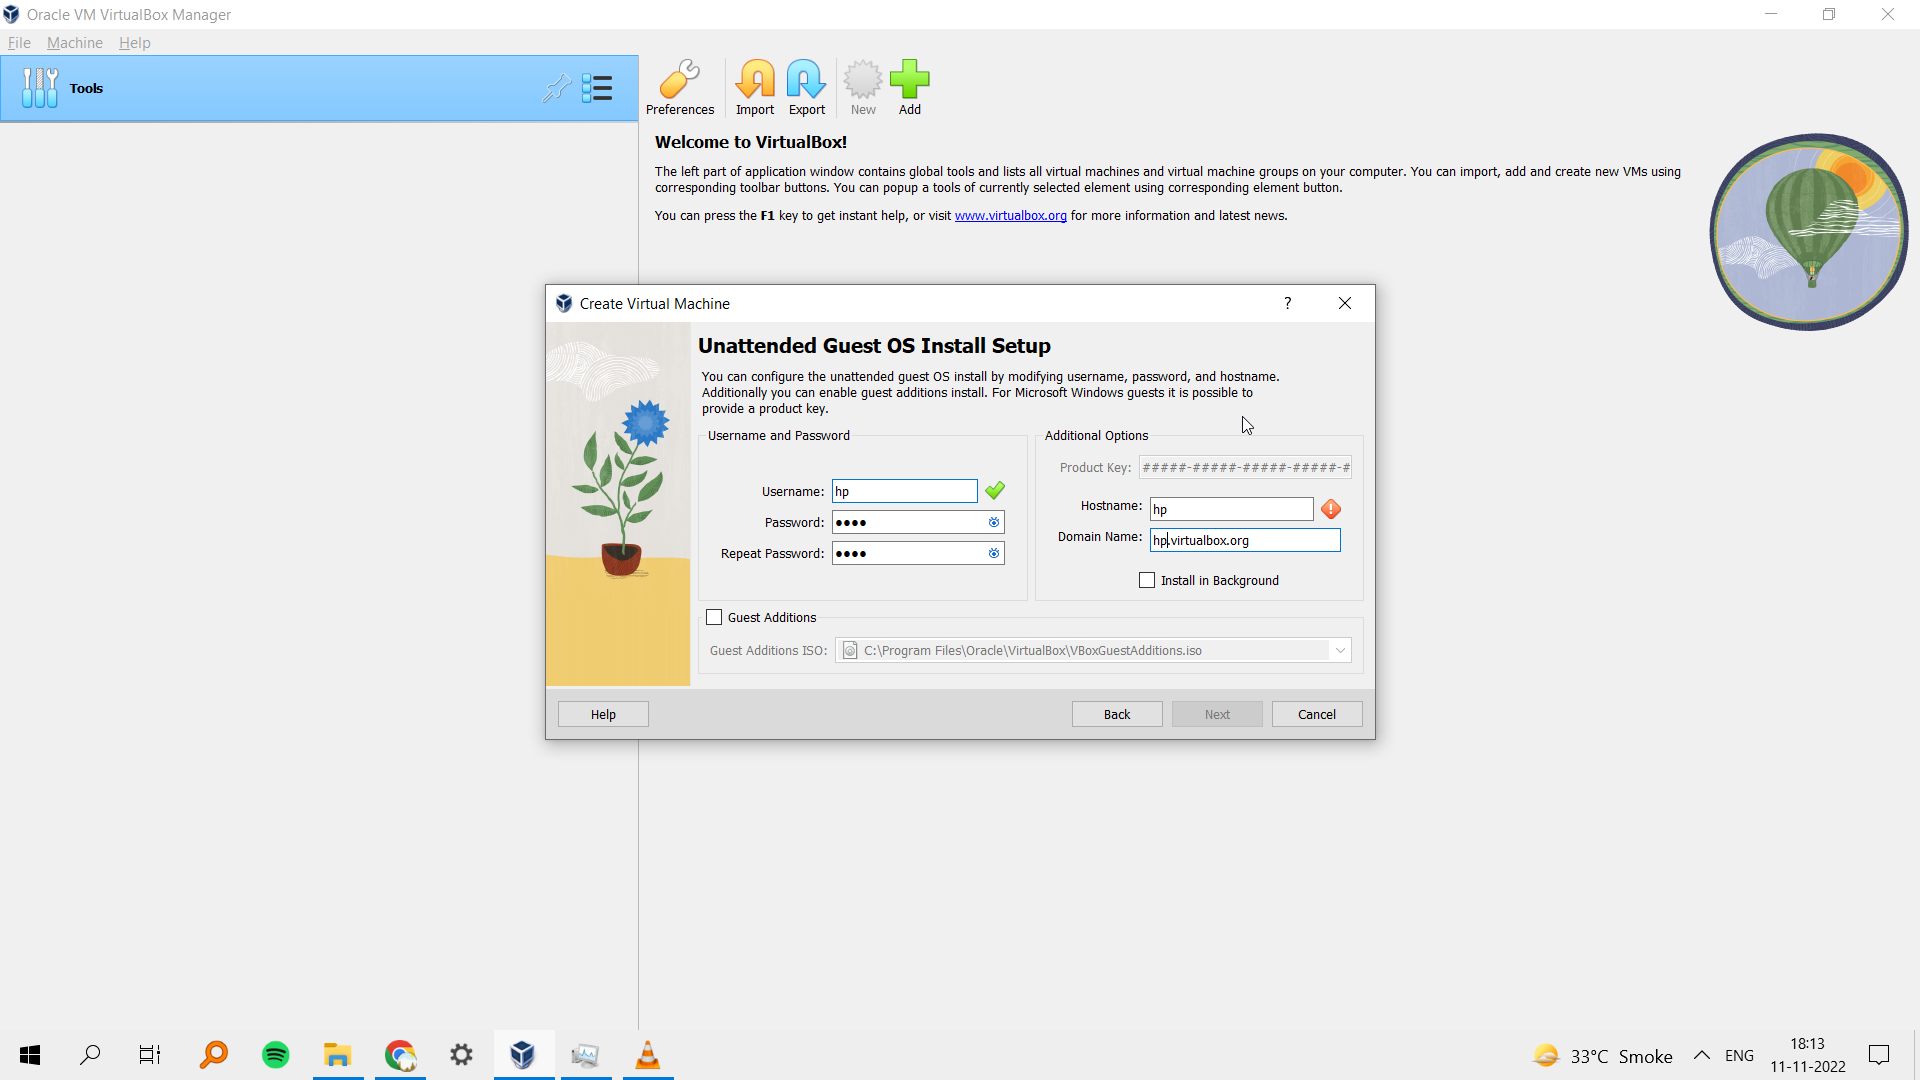 Oracle VM VirtualBox Manager
File Machine Help
Tools
Preferences Import Export New Add
Welcome to VirtualBox!
The left part of application window contains global tools and lists all virtual machines and virtual machine groups on your computer. You can import, add and create new VMs using
corresponding toolbar buttons. You can popup a tools of currently selected element using corresponding element button.
You can press the F1 key to get instant help, or visit www.virtualbox.org for more information and latest news.
Create Virtual Machine
?
Unattended Guest OS Install Setup
You can configure the unattended guest OS install by modifying username, password, and hostname.
Additionally you can enable guest additions install. For Microsoft Windows guests it is possible to
provide a product key.
Username and Password
Username: hp
Password: ●●●●
Repeat Password: ●●●●
Additional Options
Product Key: #####-#####-#####-#####-#
Hostname: hp
Domain Name: hp.virtualbox.org
Install in Background
Guest Additions
Guest Additions ISO: C:\Program Files\Oracle\VirtualBox\VBoxGuestAdditions.iso
Help Back Next Cancel
33°C Smoke ENG
18:13
11-11-2022